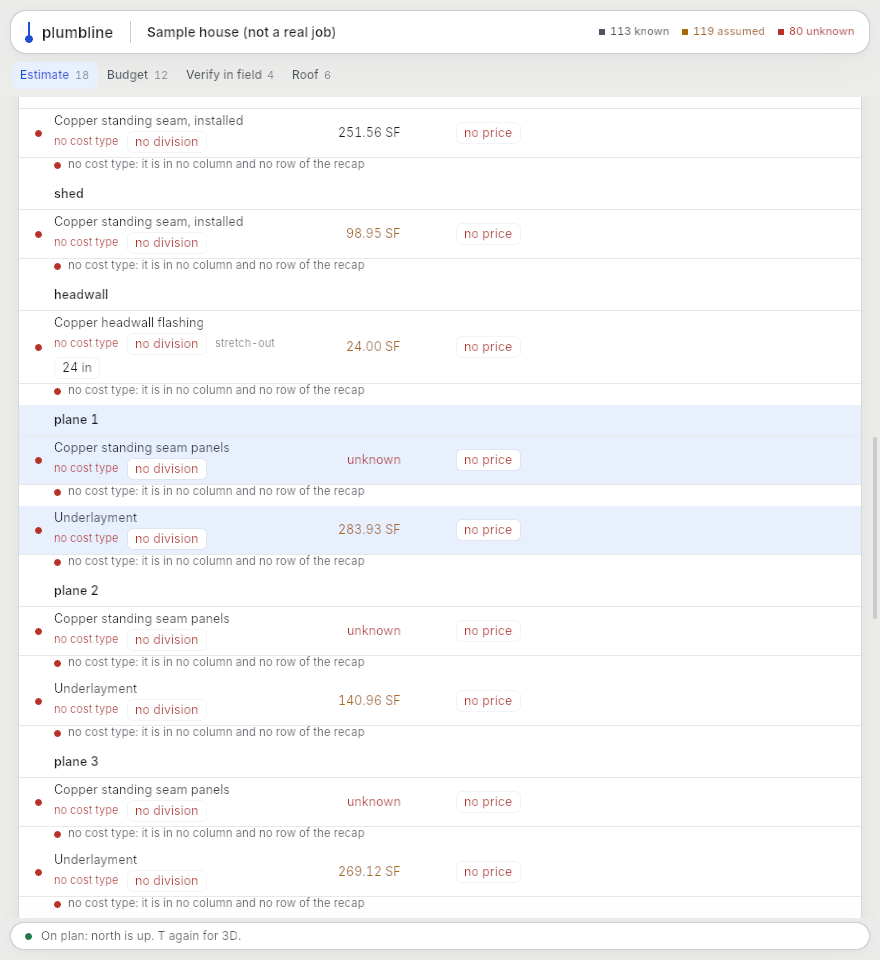 plumbline
Sample house (not a real job)
113 known
119 assumed
80 unknown
Estimate 18
Budget 12
Verify in field 4
Roof 6
Copper standing seam, installed
no cost type no division
251.56 SF
no price
no cost type: it is in no column and no row of the recap
shed
Copper standing seam, installed
no cost type no division
98.95 SF
no price
no cost type: it is in no column and no row of the recap
headwall
Copper headwall flashing
no cost type no division stretch-out
24 in
24.00 SF
no price
no cost type: it is in no column and no row of the recap
plane 1
Copper standing seam panels
no cost type no division
unknown
no price
no cost type: it is in no column and no row of the recap
Underlayment
no cost type no division
283.93 SF
no price
no cost type: it is in no column and no row of the recap
plane 2
Copper standing seam panels
no cost type no division
unknown
no price
no cost type: it is in no column and no row of the recap
Underlayment
no cost type no division
140.96 SF
no price
no cost type: it is in no column and no row of the recap
plane 3
Copper standing seam panels
no cost type no division
unknown
no price
no cost type: it is in no column and no row of the recap
Underlayment
no cost type no division
269.12 SF
no price
no cost type: it is in no column and no row of the recap
On plan: north is up. T again for 3D.